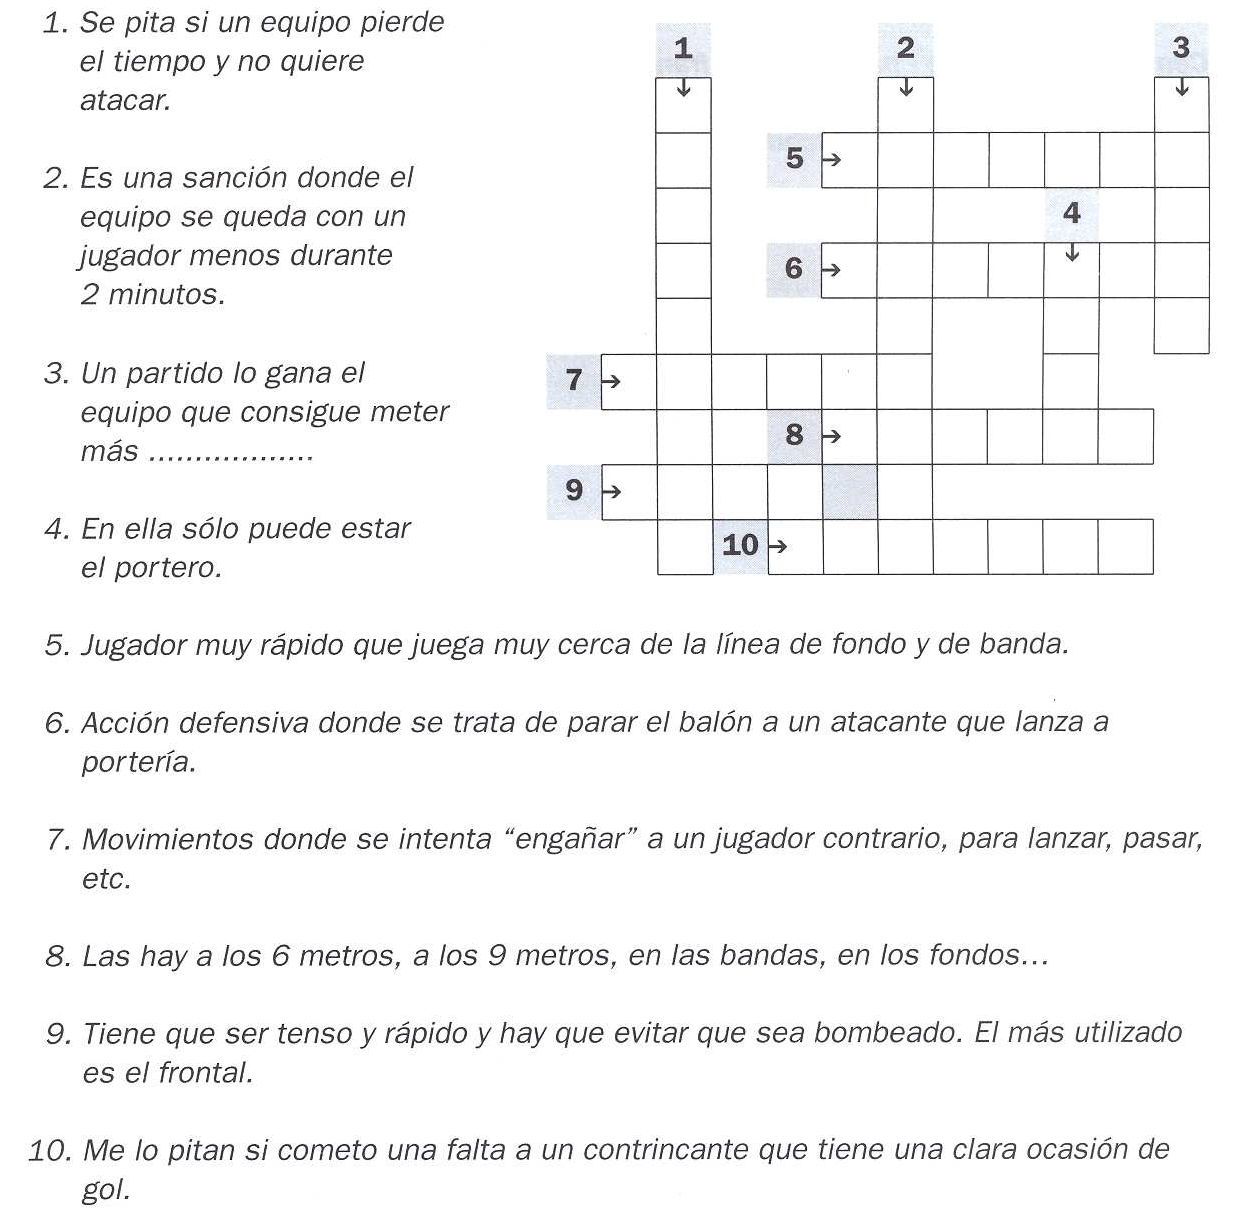 1. Se pita si un equipo pierde
el tiempo y no quiere
atacar.
2. Es una sanción donde el
equipo se queda con un
jugador menos durante
2 minutos.
3. Un partido lo gana el
equipo que consigue meter
más ..................
4. En ella sólo puede estar
el portero.
1 2 3
5
4
6
7
8
9
10
5. Jugador muy rápido que juega muy cerca de la línea de fondo y de banda.
6. Acción defensiva donde se trata de parar el balón a un atacante que lanza a
portería.
7. Movimientos donde se intenta “engañar” a un jugador contrario, para lanzar, pasar,
etc.
8. Las hay a los 6 metros, a los 9 metros, en las bandas, en los fondos...
9. Tiene que ser tenso y rápido y hay que evitar que sea bombeado. El más utilizado
es el frontal.
10. Me lo pitan si cometo una falta a un contrincante que tiene una clara ocasión de
gol.